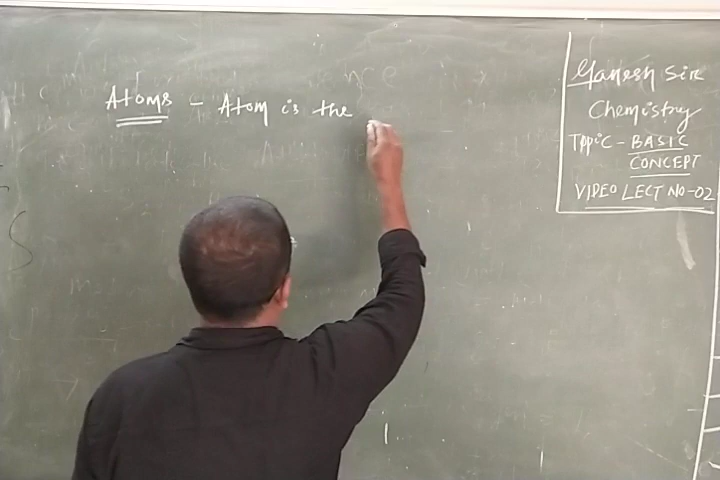 Atoms - Atom is the
Ganesh Sir
Chemistry
Topic - BASIC
CONCEPT
VIDEO LECT NO-02